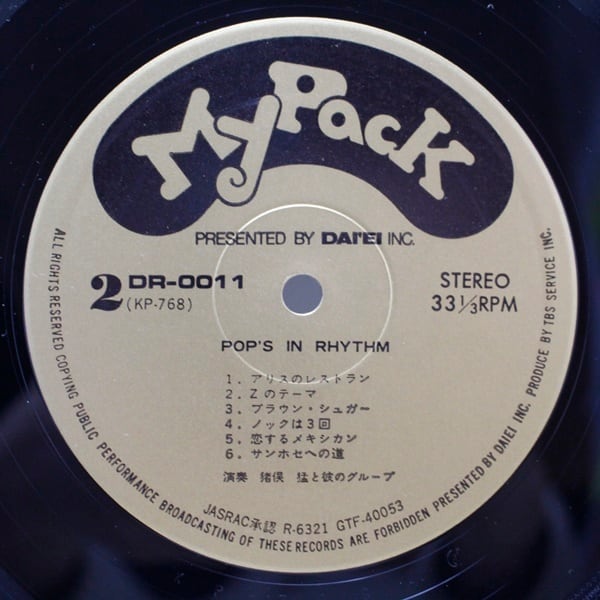 My Pack
PRESENTED BY DAI'EI INC.
2 DR-0011
(KP-768)
STEREO
33 1/3 RPM
POP'S IN RHYTHM
1. アリスのレストラン
2. Zのテーマ
3. ブラウン・シュガー
4. ノックは3回
5. 恋するメキシカン
6. サンホセへの道
演奏 猪俣 猛と彼のグループ
JASRAC承認 R-6321 GTF-40053
ALL RIGHTS RESERVED COPYING PUBLIC PERFORMANCE BROADCASTING OF THESE RECORDS ARE FORBIDDEN PRESENTED BY DAIEI INC. PRODUCE BY TBS SERVICE INC.